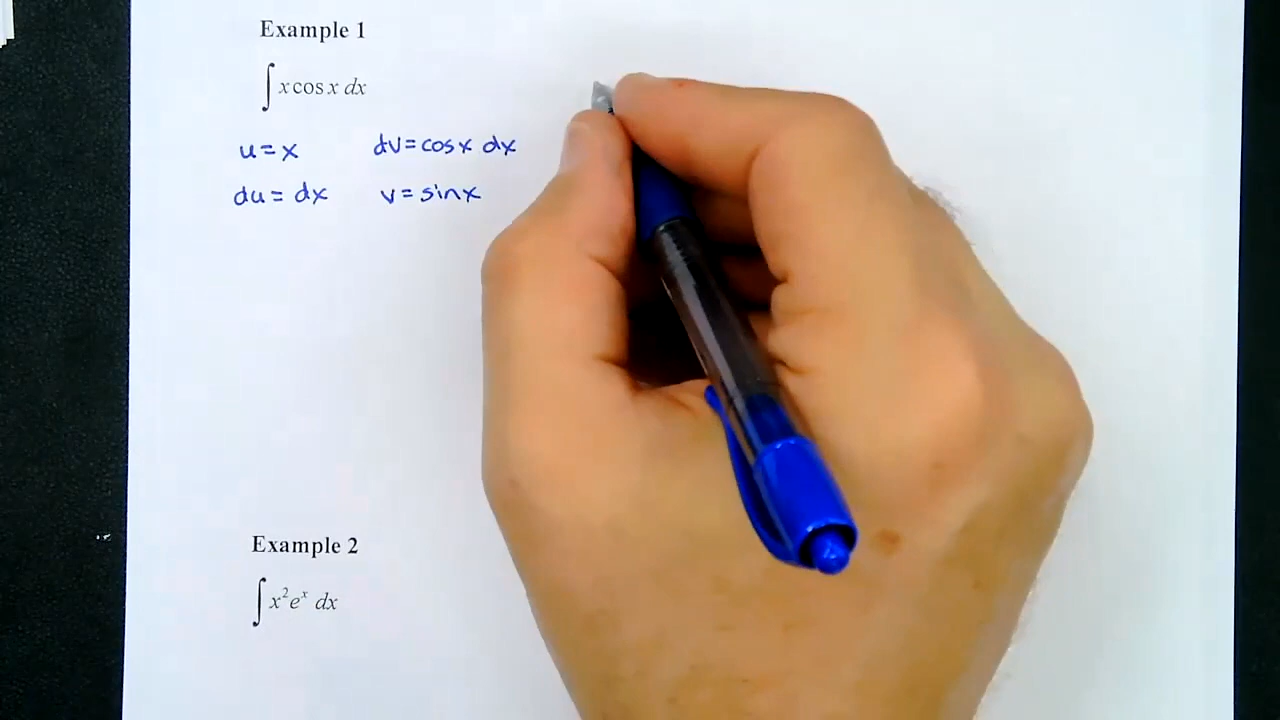 Example 1
∫ x cos x dx
u = x dv = cos x dx
du = dx v = sin x
Example 2
∫ x²eˣ dx